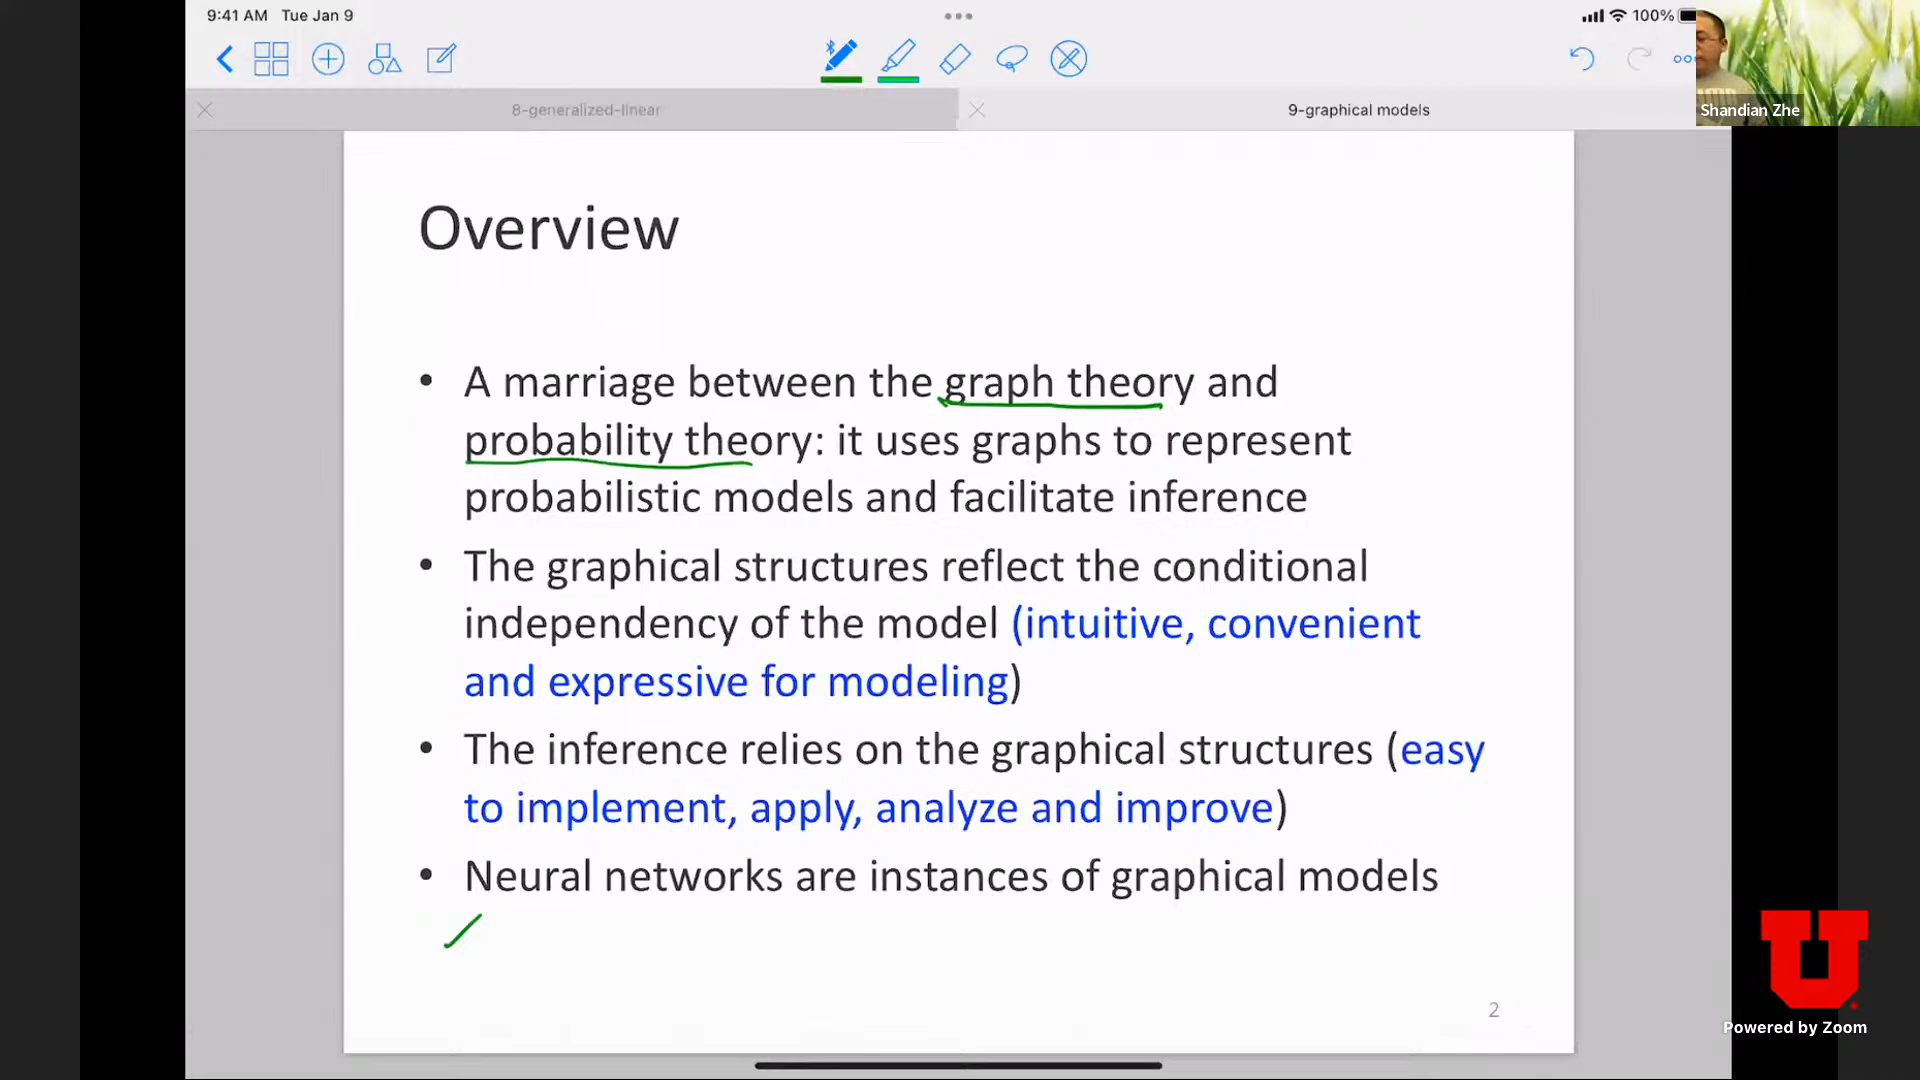 9:41 AM Tue Jan 9
100%
8-generalized-linear
9-graphical models
Shandian Zhe
Overview
• A marriage between the graph theory and
probability theory: it uses graphs to represent
probabilistic models and facilitate inference
• The graphical structures reflect the conditional
independency of the model (intuitive, convenient
and expressive for modeling)
• The inference relies on the graphical structures (easy
to implement, apply, analyze and improve)
• Neural networks are instances of graphical models
2
U
Powered by Zoom